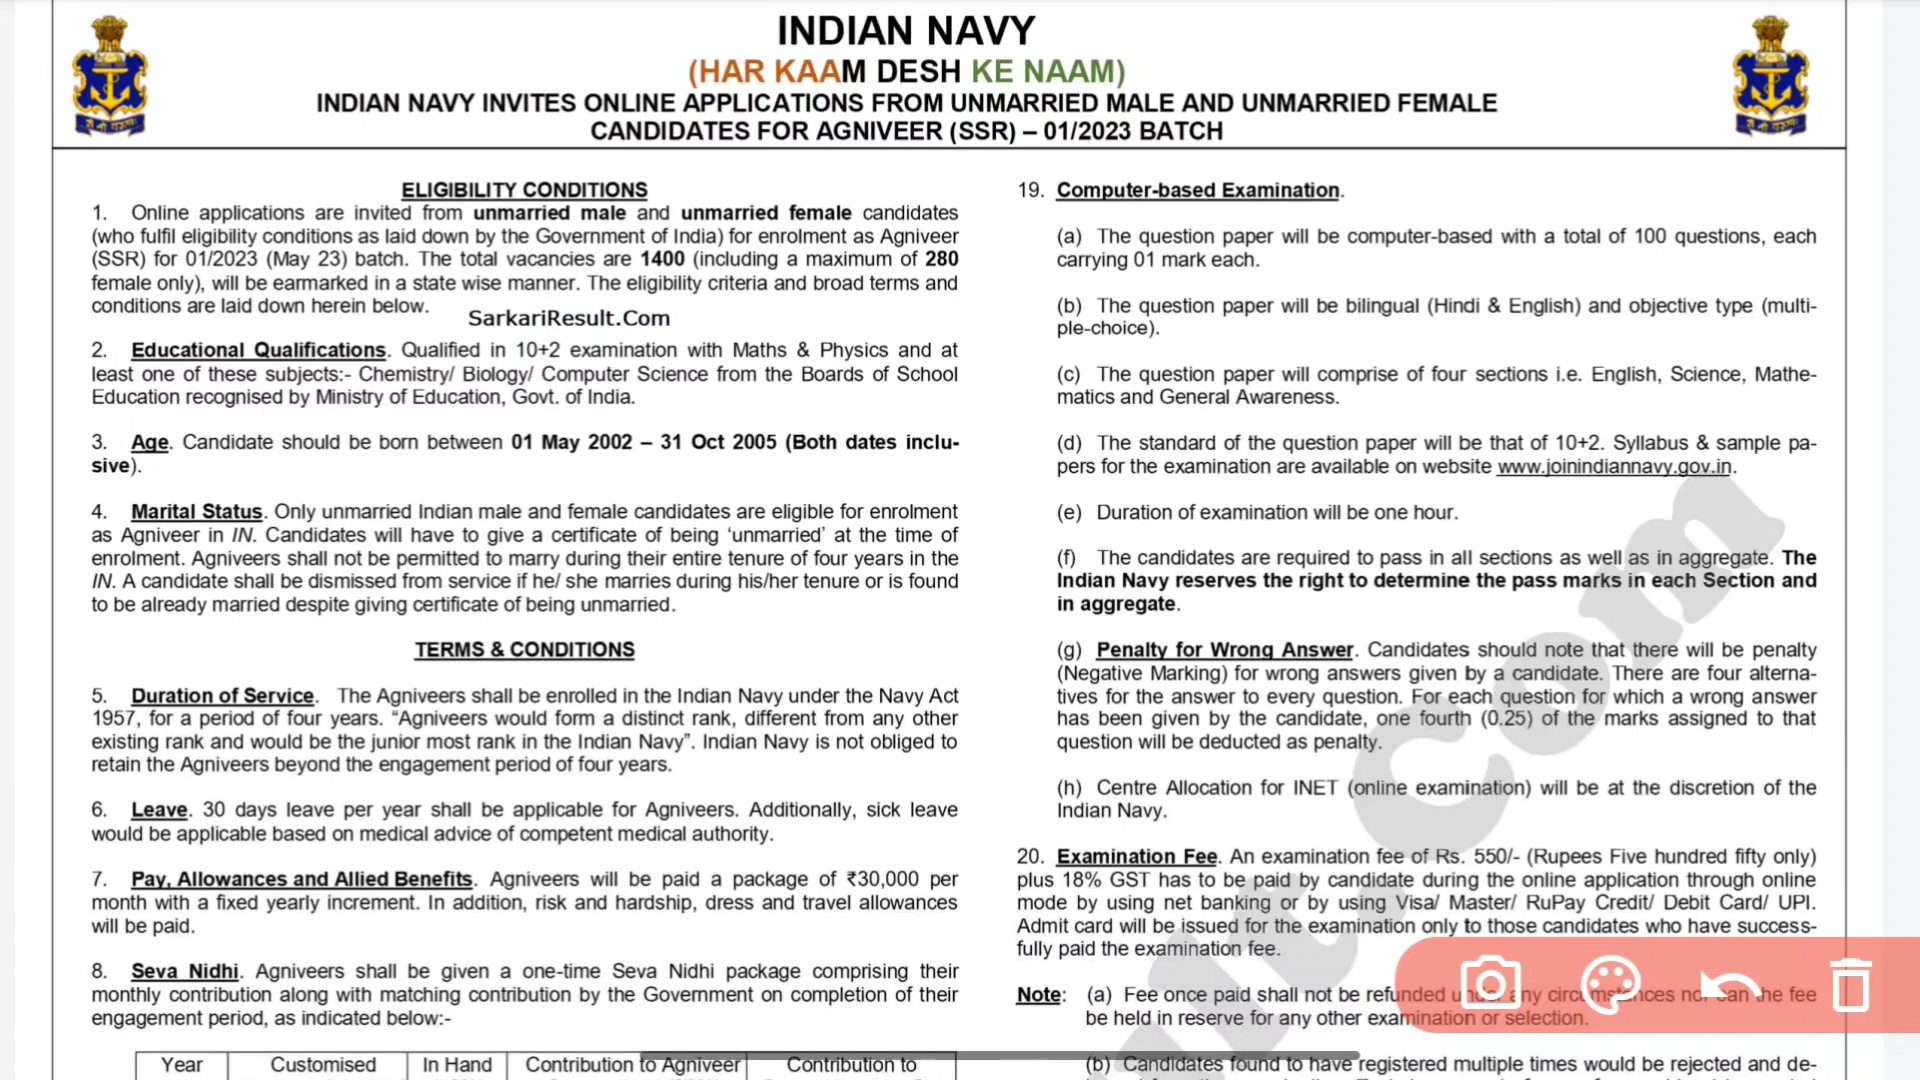 INDIAN NAVY
(HAR KAAM DESH KE NAAM)
INDIAN NAVY INVITES ONLINE APPLICATIONS FROM UNMARRIED MALE AND UNMARRIED FEMALE
CANDIDATES FOR AGNIVEER (SSR) – 01/2023 BATCH
ELIGIBILITY CONDITIONS
1. Online applications are invited from unmarried male and unmarried female candidates
(who fulfil eligibility conditions as laid down by the Government of India) for enrolment as Agniveer
(SSR) for 01/2023 (May 23) batch. The total vacancies are 1400 (including a maximum of 280
female only), will be earmarked in a state wise manner. The eligibility criteria and broad terms and
conditions are laid down herein below.
SarkariResult.Com
2. Educational Qualifications. Qualified in 10+2 examination with Maths & Physics and at
least one of these subjects:- Chemistry/ Biology/ Computer Science from the Boards of School
Education recognised by Ministry of Education, Govt. of India.
3. Age. Candidate should be born between 01 May 2002 – 31 Oct 2005 (Both dates inclu-
sive).
4. Marital Status. Only unmarried Indian male and female candidates are eligible for enrolment
as Agniveer in IN. Candidates will have to give a certificate of being ‘unmarried’ at the time of
enrolment. Agniveers shall not be permitted to marry during their entire tenure of four years in the
IN. A candidate shall be dismissed from service if he/ she marries during his/her tenure or is found
to be already married despite giving certificate of being unmarried.
TERMS & CONDITIONS
5. Duration of Service. The Agniveers shall be enrolled in the Indian Navy under the Navy Act
1957, for a period of four years. “Agniveers would form a distinct rank, different from any other
existing rank and would be the junior most rank in the Indian Navy”. Indian Navy is not obliged to
retain the Agniveers beyond the engagement period of four years.
6. Leave. 30 days leave per year shall be applicable for Agniveers. Additionally, sick leave
would be applicable based on medical advice of competent medical authority.
7. Pay, Allowances and Allied Benefits. Agniveers will be paid a package of ₹30,000 per
month with a fixed yearly increment. In addition, risk and hardship, dress and travel allowances
will be paid.
8. Seva Nidhi. Agniveers shall be given a one-time Seva Nidhi package comprising their
monthly contribution along with matching contribution by the Government on completion of their
engagement period, as indicated below:-
Year Customised In Hand Contribution to Agniveer Contribution to
19. Computer-based Examination.
(a) The question paper will be computer-based with a total of 100 questions, each
carrying 01 mark each.
(b) The question paper will be bilingual (Hindi & English) and objective type (multi-
ple-choice).
(c) The question paper will comprise of four sections i.e. English, Science, Mathe-
matics and General Awareness.
(d) The standard of the question paper will be that of 10+2. Syllabus & sample pa-
pers for the examination are available on website www.joinindiannavy.gov.in.
(e) Duration of examination will be one hour.
(f) The candidates are required to pass in all sections as well as in aggregate. The
Indian Navy reserves the right to determine the pass marks in each Section and
in aggregate.
(g) Penalty for Wrong Answer. Candidates should note that there will be penalty
(Negative Marking) for wrong answers given by a candidate. There are four alterna-
tives for the answer to every question. For each question for which a wrong answer
has been given by the candidate, one fourth (0.25) of the marks assigned to that
question will be deducted as penalty.
(h) Centre Allocation for INET (online examination) will be at the discretion of the
Indian Navy.
20. Examination Fee. An examination fee of Rs. 550/- (Rupees Five hundred fifty only)
plus 18% GST has to be paid by candidate during the online application through online
mode by using net banking or by using Visa/ Master/ RuPay Credit/ Debit Card/ UPI.
Admit card will be issued for the examination only to those candidates who have success-
fully paid the examination fee.
Note: (a) Fee once paid shall not be refunded under any circumstances nor can the fee
be held in reserve for any other examination or selection.
(b) Candidates found to have registered multiple times would be rejected and de-